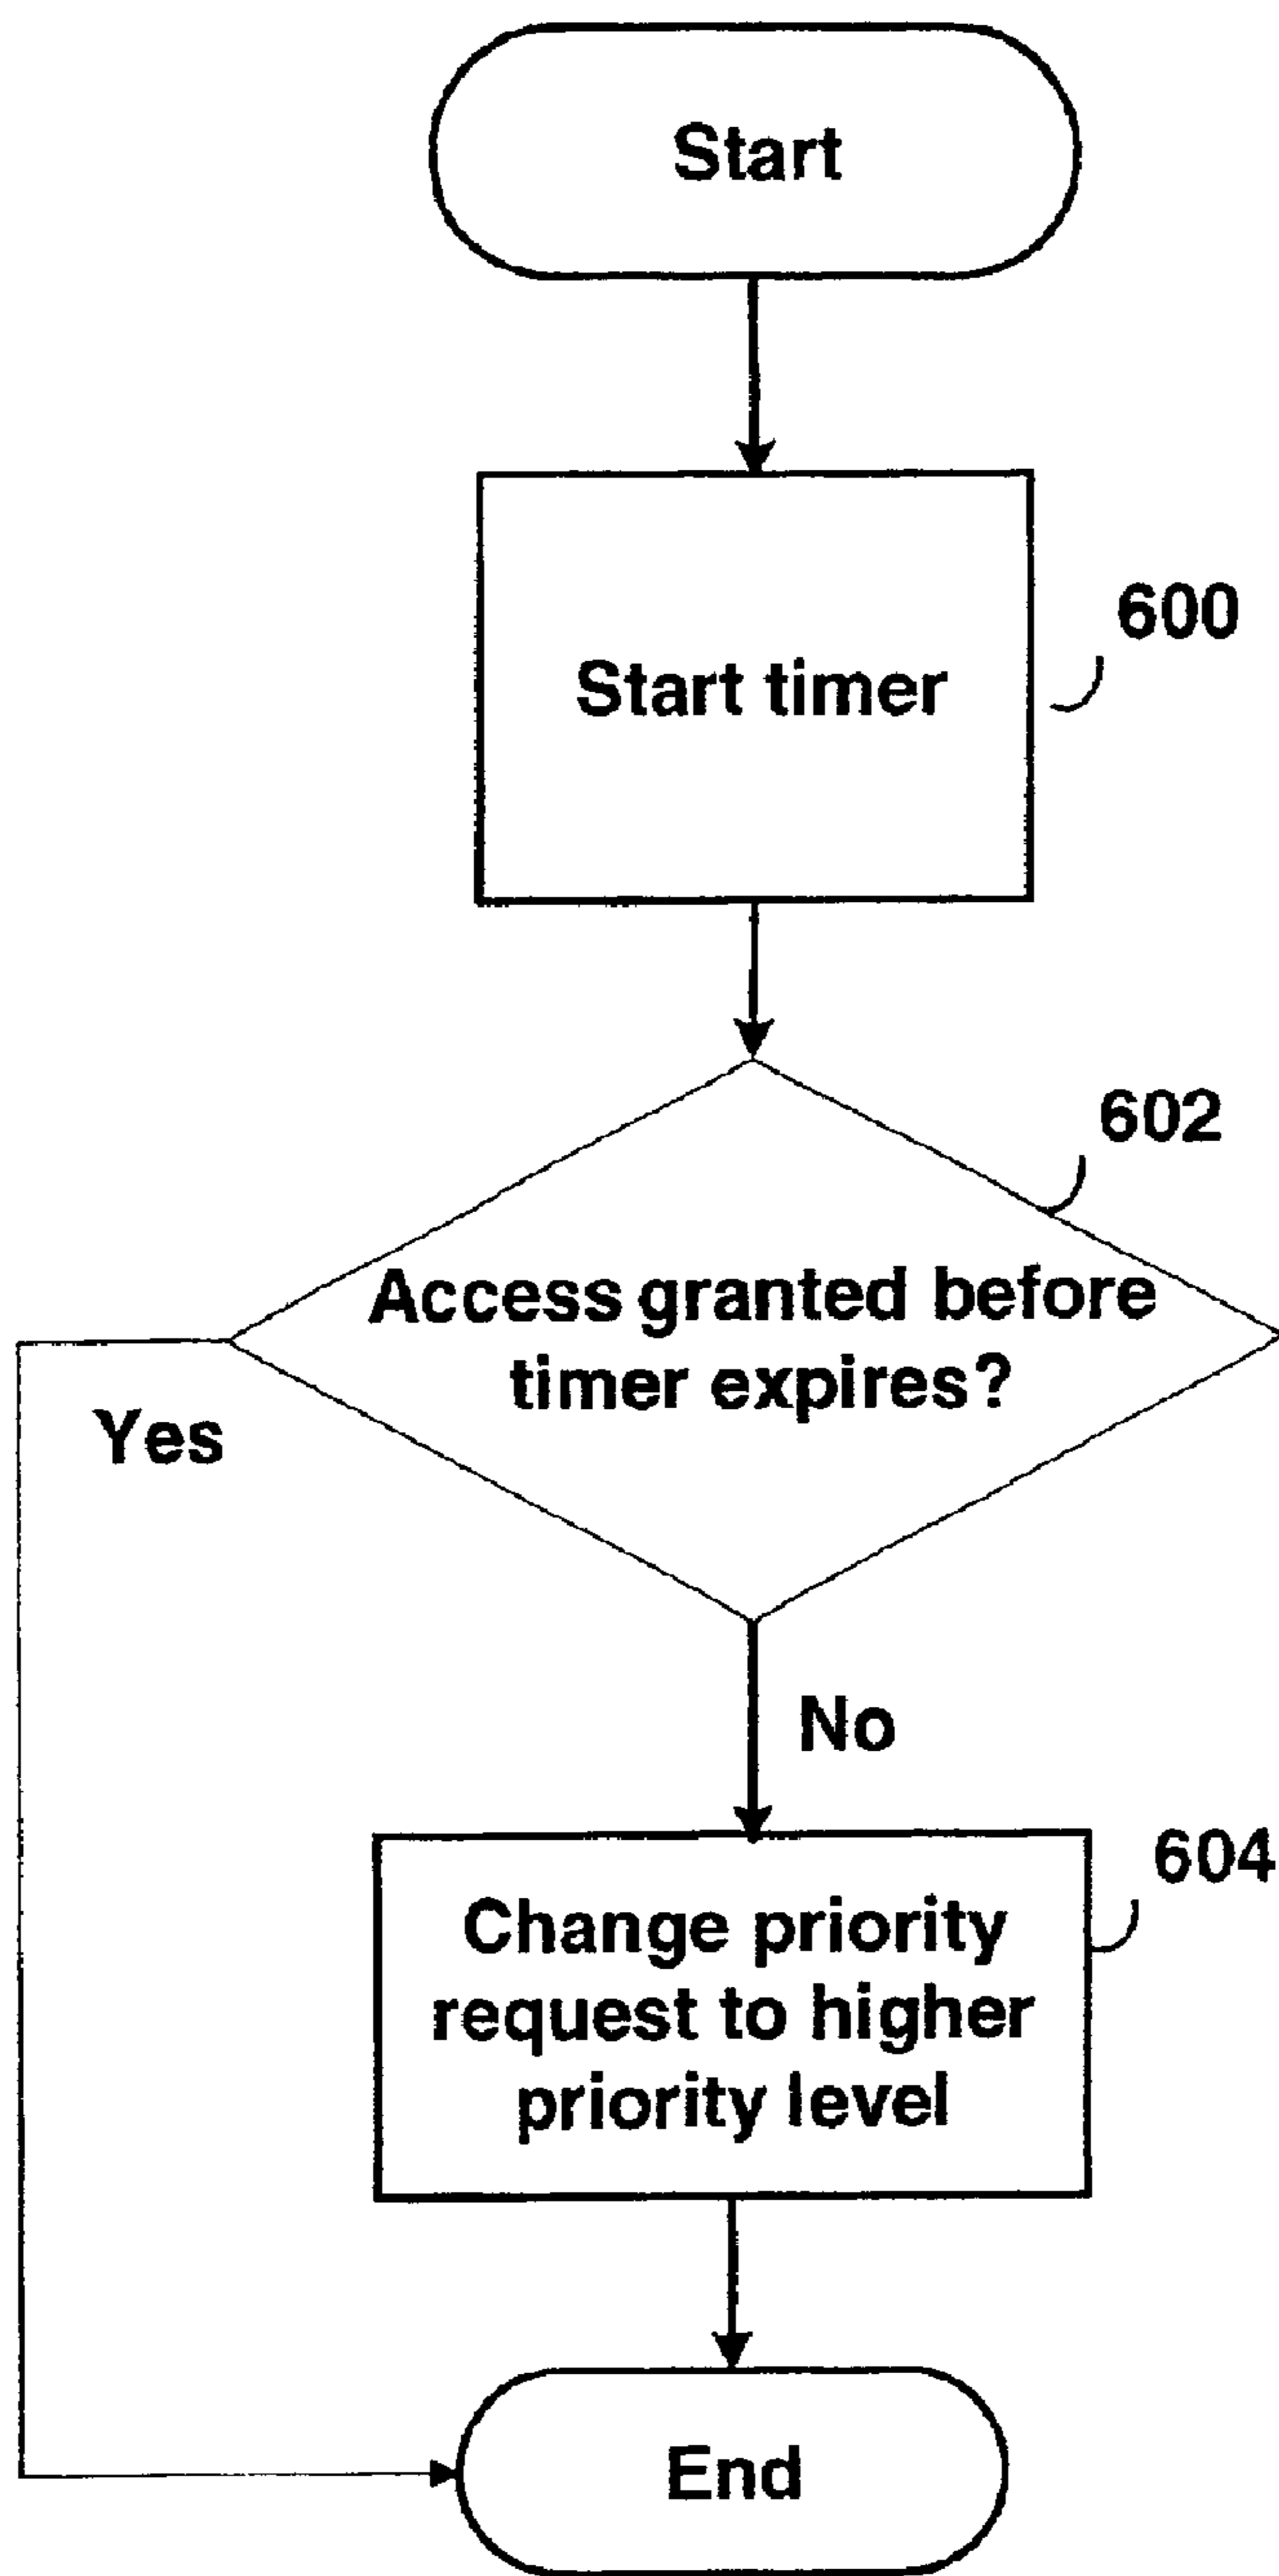 Start
Start timer
600
602
Access granted before
timer expires?
Yes
No
604
Change priority
request to higher
priority level
End